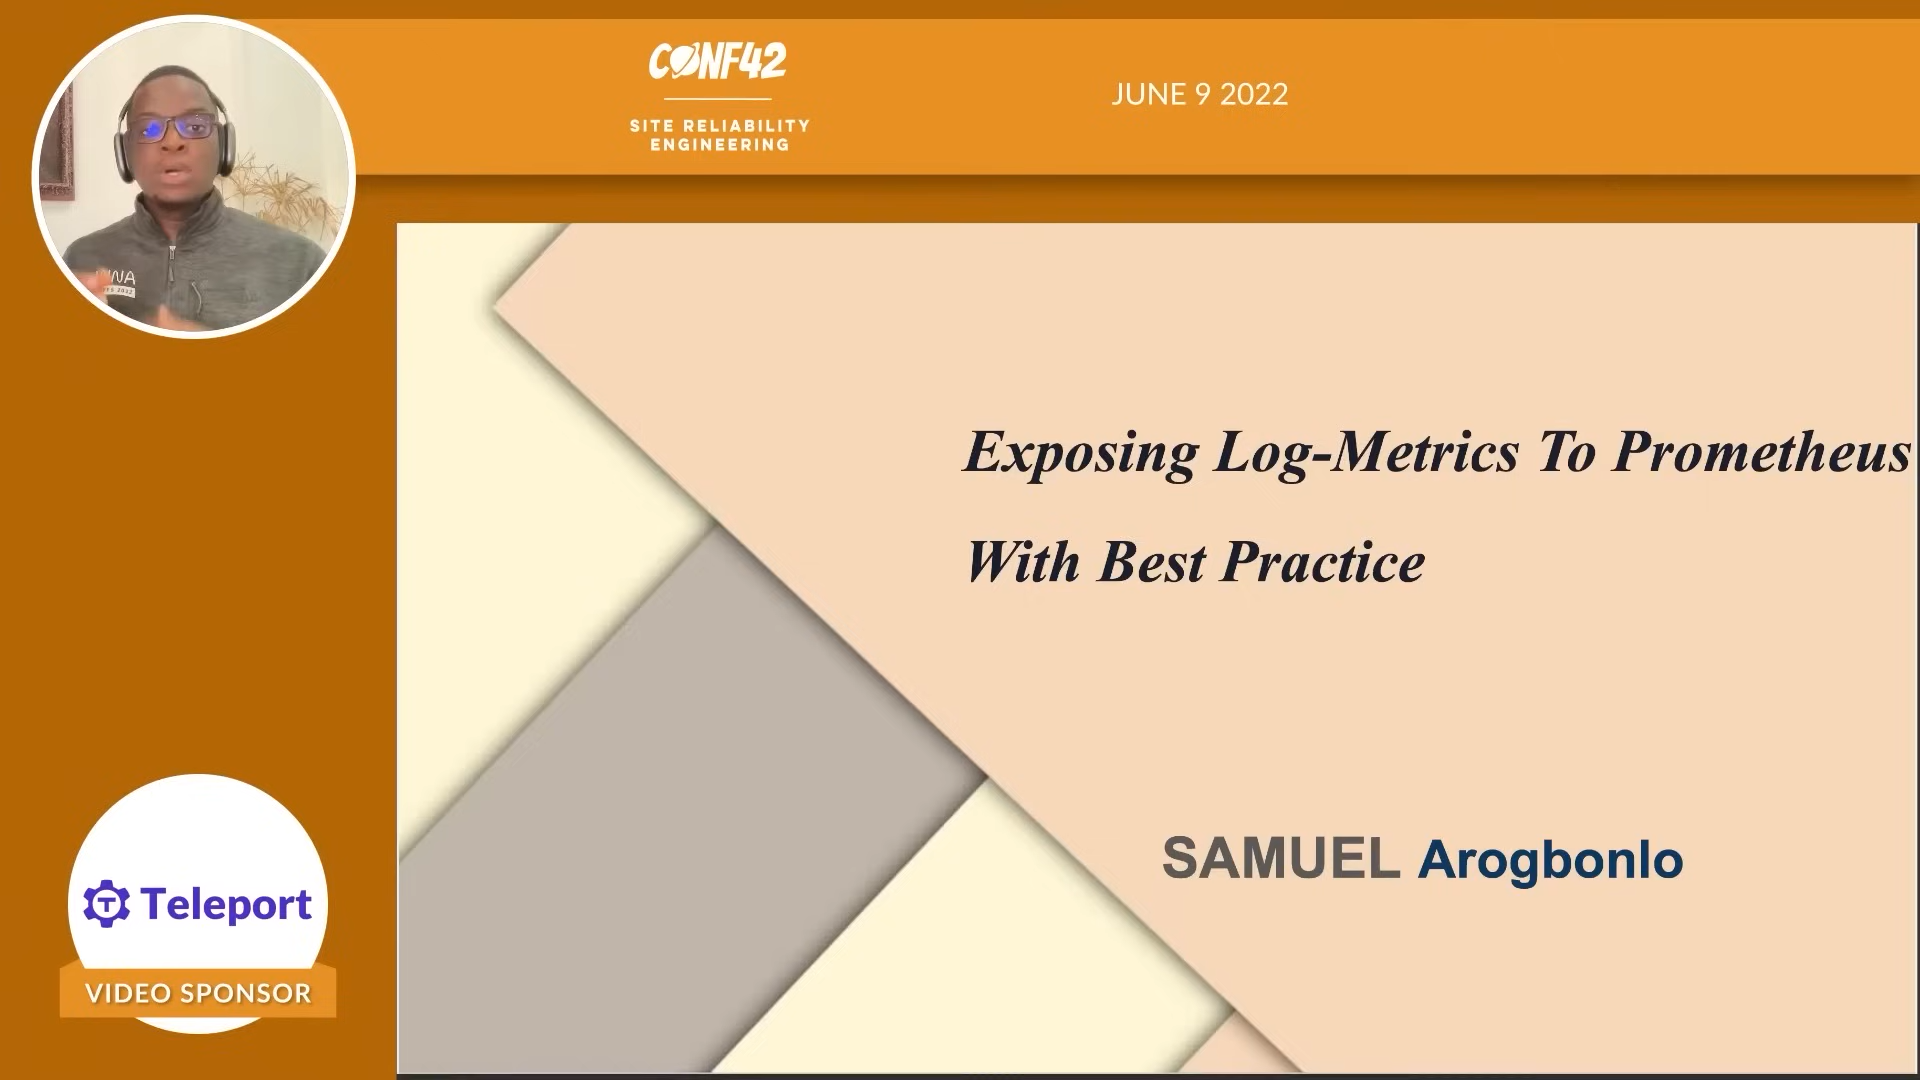 CONF42
SITE RELIABILITY
ENGINEERING
JUNE 9 2022
Exposing Log-Metrics To Prometheus
With Best Practice
SAMUEL Arogbonlo
Teleport
VIDEO SPONSOR